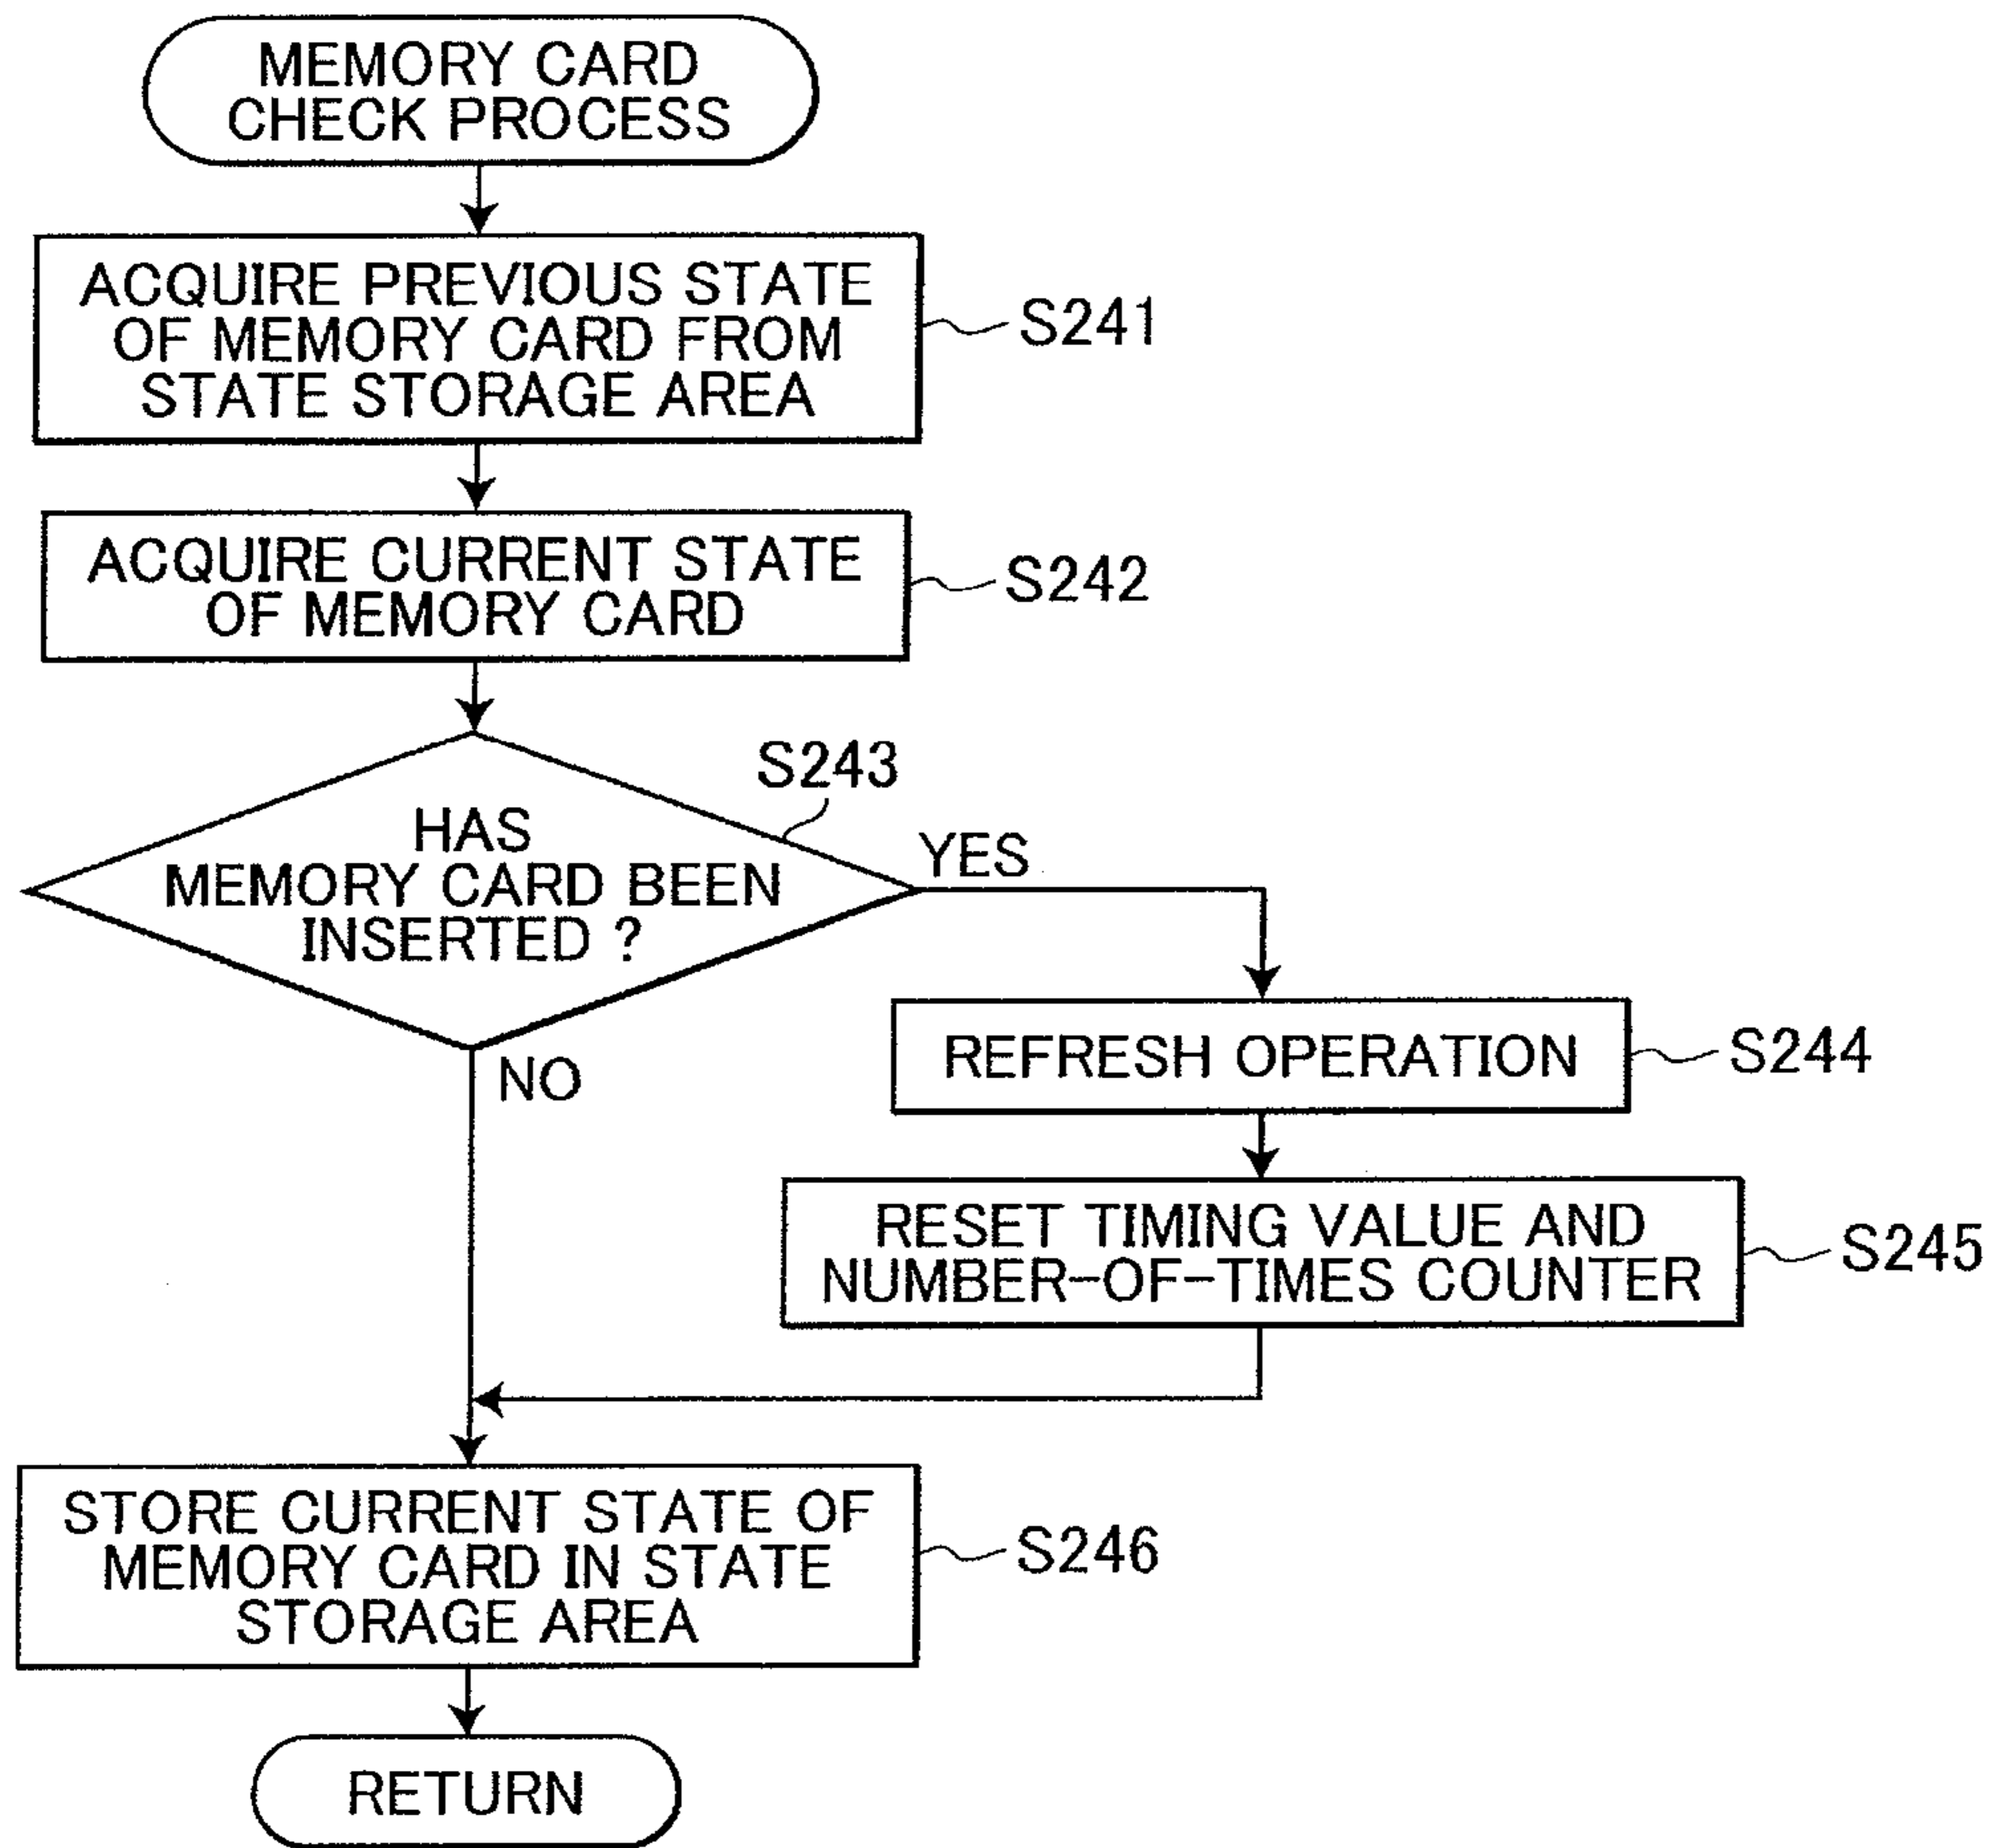 MEMORY CARD
CHECK PROCESS
ACQUIRE PREVIOUS STATE
OF MEMORY CARD FROM
STATE STORAGE AREA
S241
ACQUIRE CURRENT STATE
OF MEMORY CARD
S242
S243
HAS
MEMORY CARD BEEN
INSERTED ?
YES
NO
REFRESH OPERATION
S244
RESET TIMING VALUE AND
NUMBER-OF-TIMES COUNTER
S245
STORE CURRENT STATE OF
MEMORY CARD IN STATE
STORAGE AREA
S246
RETURN